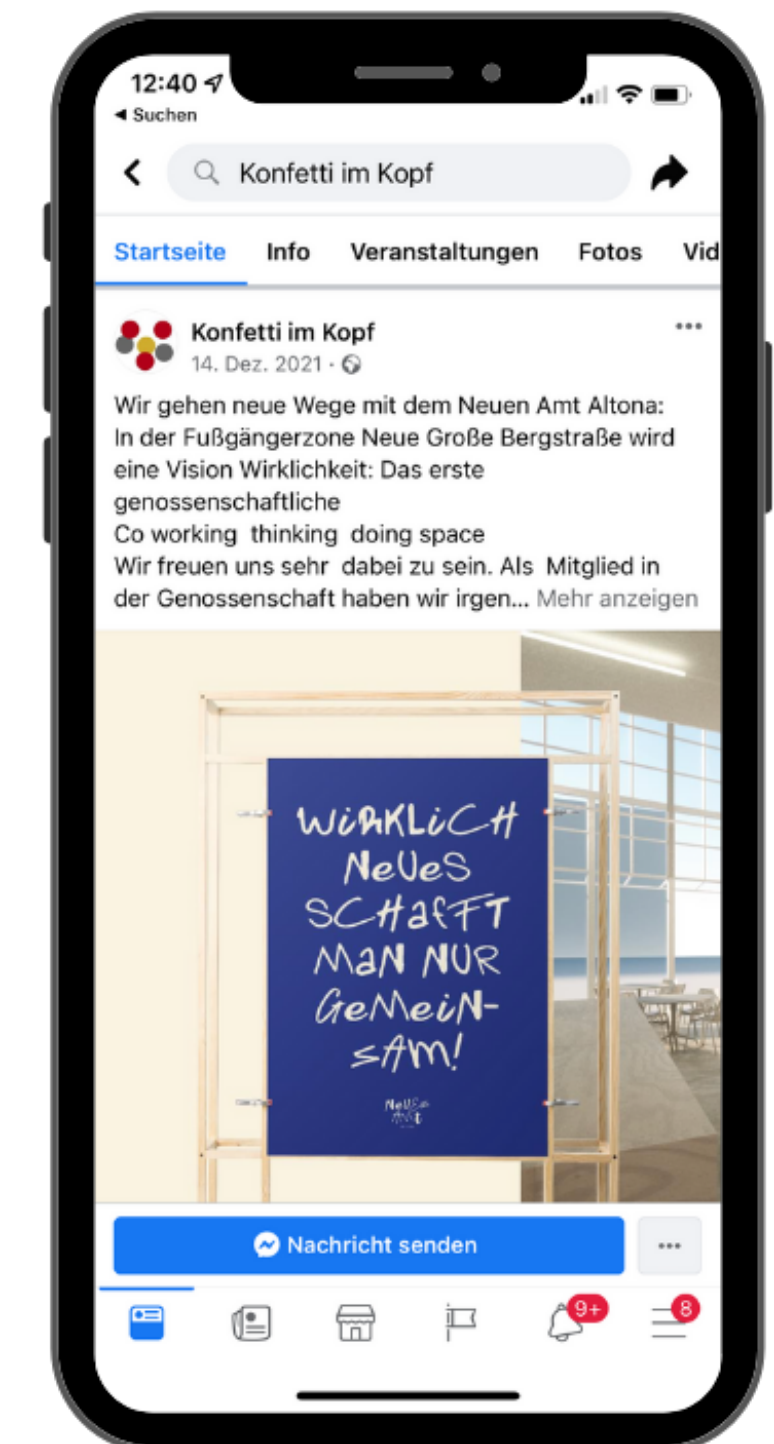 12:40
◀ Suchen
Konfetti im Kopf
Startseite Info Veranstaltungen Fotos Vid
Konfetti im Kopf
14. Dez. 2021 ·
Wir gehen neue Wege mit dem Neuen Amt Altona:
In der Fußgängerzone Neue Große Bergstraße wird
eine Vision Wirklichkeit: Das erste
genossenschaftliche
Co working  thinking  doing space
Wir freuen uns sehr  dabei zu sein. Als  Mitglied in
der Genossenschaft haben wir irgen... Mehr anzeigen
WiRKLiCH
NeUeS
SCHaFFT
MaN NUR
GeMeiN-
SAM!
NeUes
AMt
Nachricht senden
9+ 8